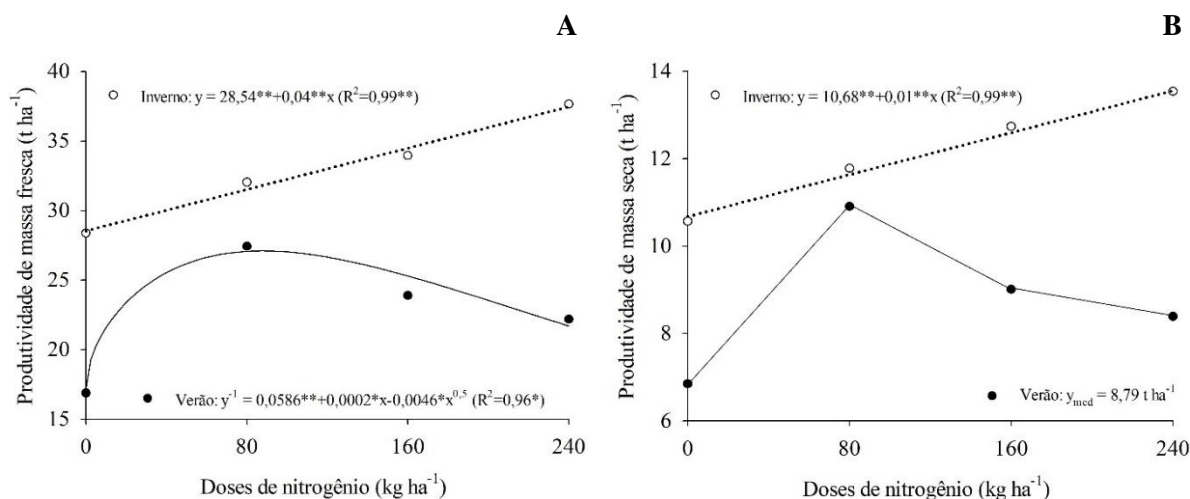 A
Produtividade de massa fresca (t ha⁻¹)
40
35
30
25
20
15
Inverno: y = 28,54**+0,04**x (R²=0,99**)
Verão: y⁻¹ = 0,0586**+0,0002*x-0,0046*x⁰,⁵ (R²=0,96*)
0
80
160
240
Doses de nitrogênio (kg ha⁻¹)
B
Produtividade de massa seca (t ha⁻¹)
14
12
10
8
6
Inverno: y = 10,68**+0,01**x (R²=0,99**)
Verão: y_med = 8,79 t ha⁻¹
0
80
160
240
Doses de nitrogênio (kg ha⁻¹)